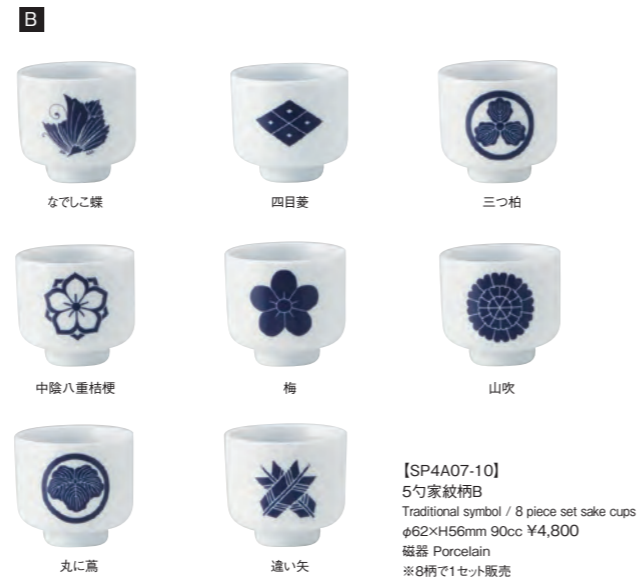 B
なでしこ蝶
四目菱
三つ柏
中陰八重桔梗
梅
山吹
丸に蔦
違い矢
【SP4A07-10】
5勺家紋柄B
Traditional symbol / 8 piece set sake cups
φ62×H56mm 90cc ¥4,800
磁器 Porcelain
※8柄で1セット販売